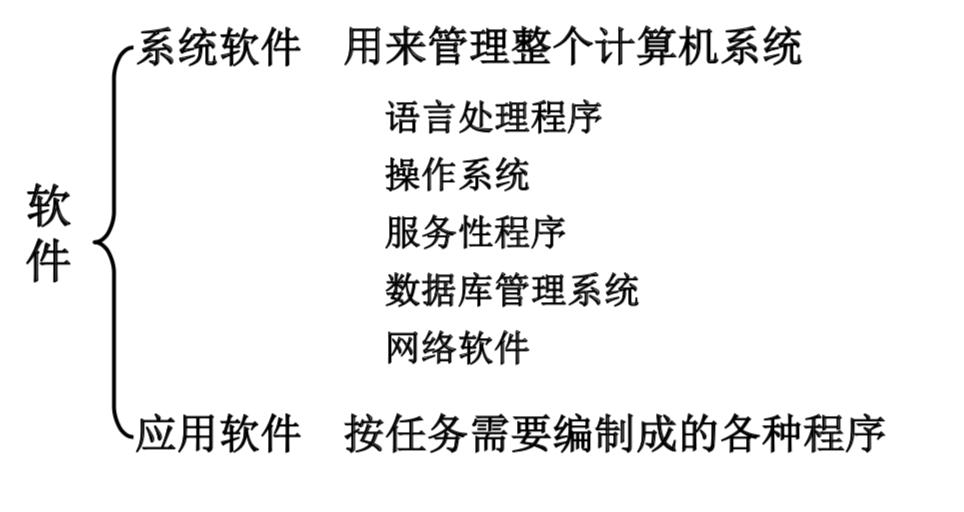 系统软件 用来管理整个计算机系统
语言处理程序
操作系统
服务性程序
数据库管理系统
网络软件
软件
应用软件 按任务需要编制成的各种程序